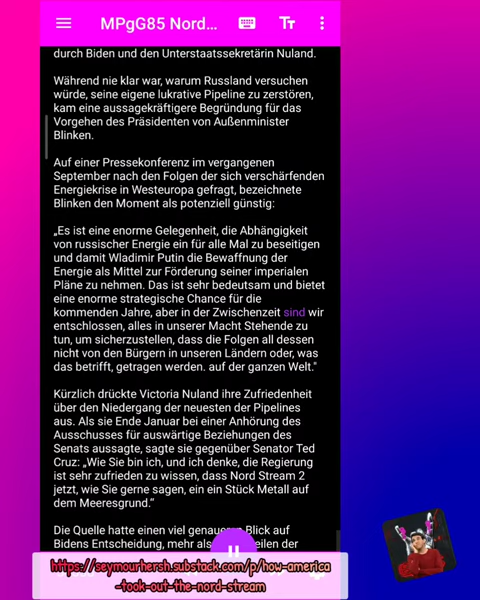 MPgG85 Nord...
durch Biden und den Unterstaatssekretärin Nuland.
Während nie klar war, warum Russland versuchen
würde, seine eigene lukrative Pipeline zu zerstören,
kam eine aussagekräftigere Begründung für das
Vorgehen des Präsidenten von Außenminister
Blinken.
Auf einer Pressekonferenz im vergangenen
September nach den Folgen der sich verschärfenden
Energiekrise in Westeuropa gefragt, bezeichnete
Blinken den Moment als potenziell günstig:
„Es ist eine enorme Gelegenheit, die Abhängigkeit
von russischer Energie ein für alle Mal zu beseitigen
und damit Wladimir Putin die Bewaffnung der
Energie als Mittel zur Förderung seiner imperialen
Pläne zu nehmen. Das ist sehr bedeutsam und bietet
eine enorme strategische Chance für die
kommenden Jahre, aber in der Zwischenzeit sind wir
entschlossen, alles in unserer Macht Stehende zu
tun, um sicherzustellen, dass die Folgen all dessen
nicht von den Bürgern in unseren Ländern oder, was
das betrifft, getragen werden. auf der ganzen Welt."
Kürzlich drückte Victoria Nuland ihre Zufriedenheit
über den Niedergang der neuesten der Pipelines
aus. Als sie Ende Januar bei einer Anhörung des
Ausschusses für auswärtige Beziehungen des
Senats aussagte, sagte sie gegenüber Senator Ted
Cruz: „Wie Sie bin ich, und ich denke, die Regierung
ist sehr zufrieden zu wissen, dass Nord Stream 2
jetzt, wie Sie gerne sagen, ein ein Stück Metall auf
dem Meeresgrund."
Die Quelle hatte einen viel genaueren Blick auf
Bidens Entscheidung, mehr als der
https://seymourhersh.substack.com/p/how-america
-took-out-the-nord-stream